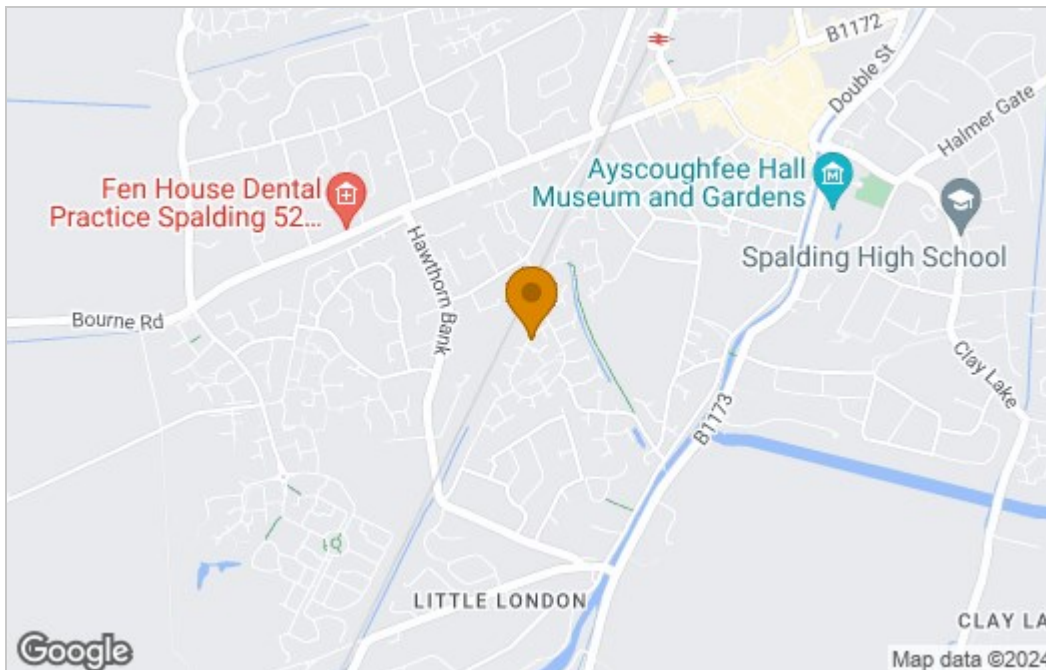 B1172
Double St
Halmer Gate
Ayscoughfee Hall
Museum and Gardens
Fen House Dental
Practice Spalding 52...
Spalding High School
Hawthorn Bank
Bourne Rd
Clay Lake
B1173
LITTLE LONDON
CLAY LA
Google
Map data ©2024